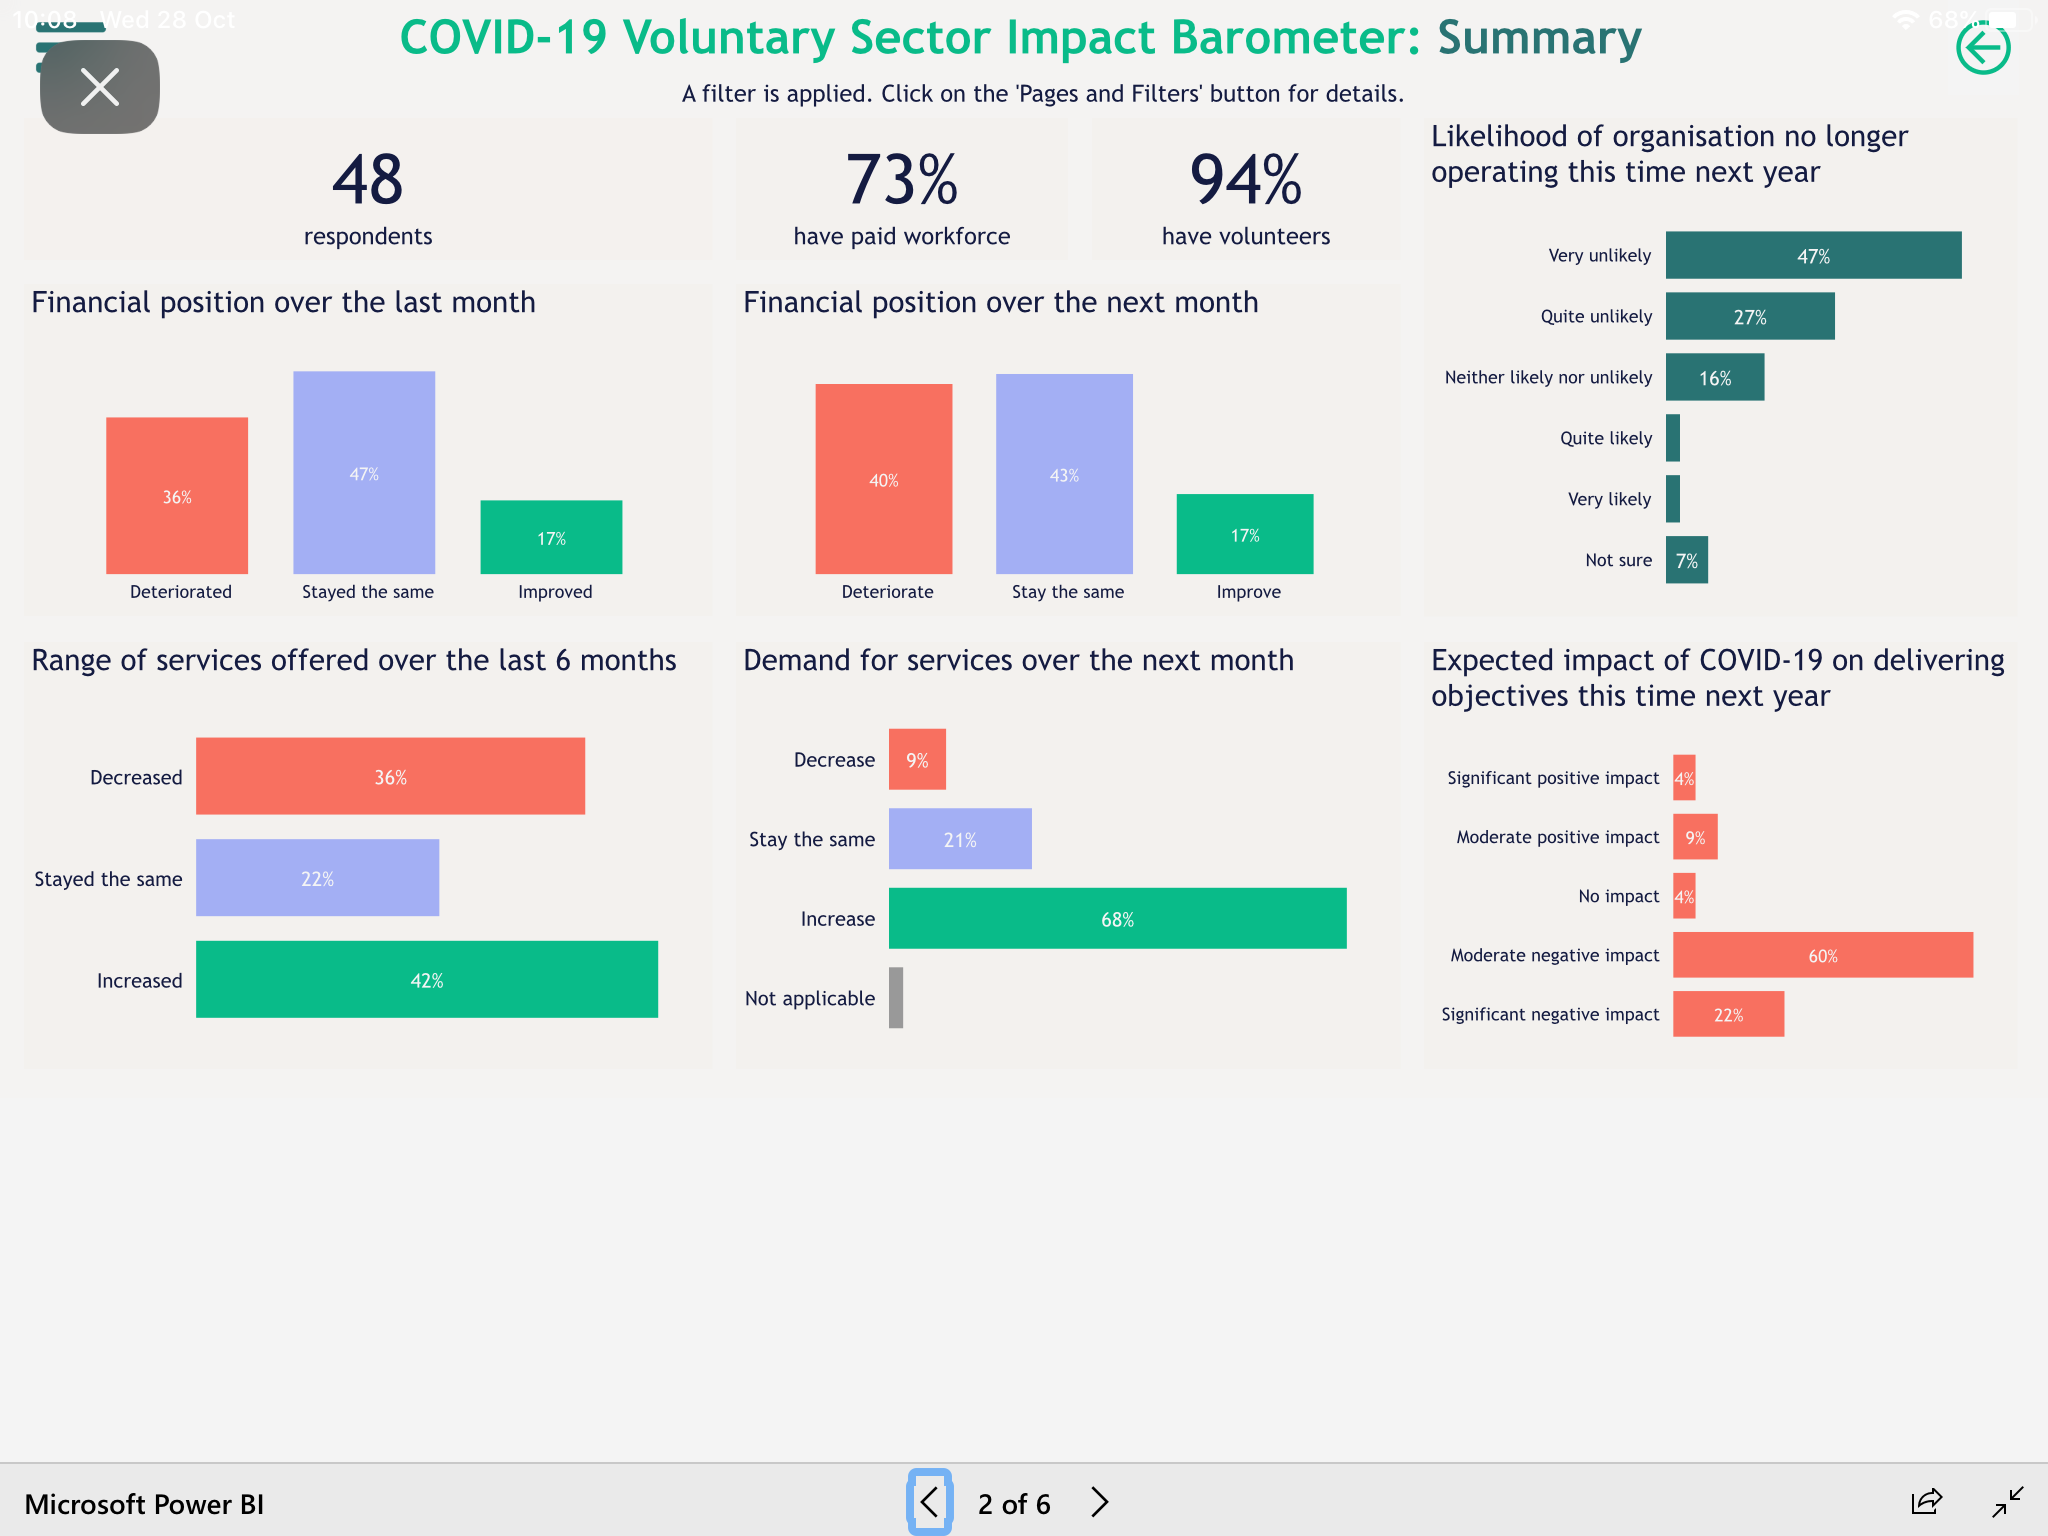 10:08 Wed 28 Oct
68%
COVID-19 Voluntary Sector Impact Barometer: Summary
A filter is applied. Click on the 'Pages and Filters' button for details.
48
respondents
73%
have paid workforce
94%
have volunteers
Likelihood of organisation no longer
operating this time next year
Very unlikely 47%
Quite unlikely 27%
Neither likely nor unlikely 16%
Quite likely
Very likely
Not sure 7%
Financial position over the last month
36% 47% 17%
Deteriorated Stayed the same Improved
Financial position over the next month
40% 43% 17%
Deteriorate Stay the same Improve
Range of services offered over the last 6 months
Decreased 36%
Stayed the same 22%
Increased 42%
Demand for services over the next month
Decrease 9%
Stay the same 21%
Increase 68%
Not applicable
Expected impact of COVID-19 on delivering
objectives this time next year
Significant positive impact 4%
Moderate positive impact 9%
No impact 4%
Moderate negative impact 60%
Significant negative impact 22%
Microsoft Power BI
2 of 6